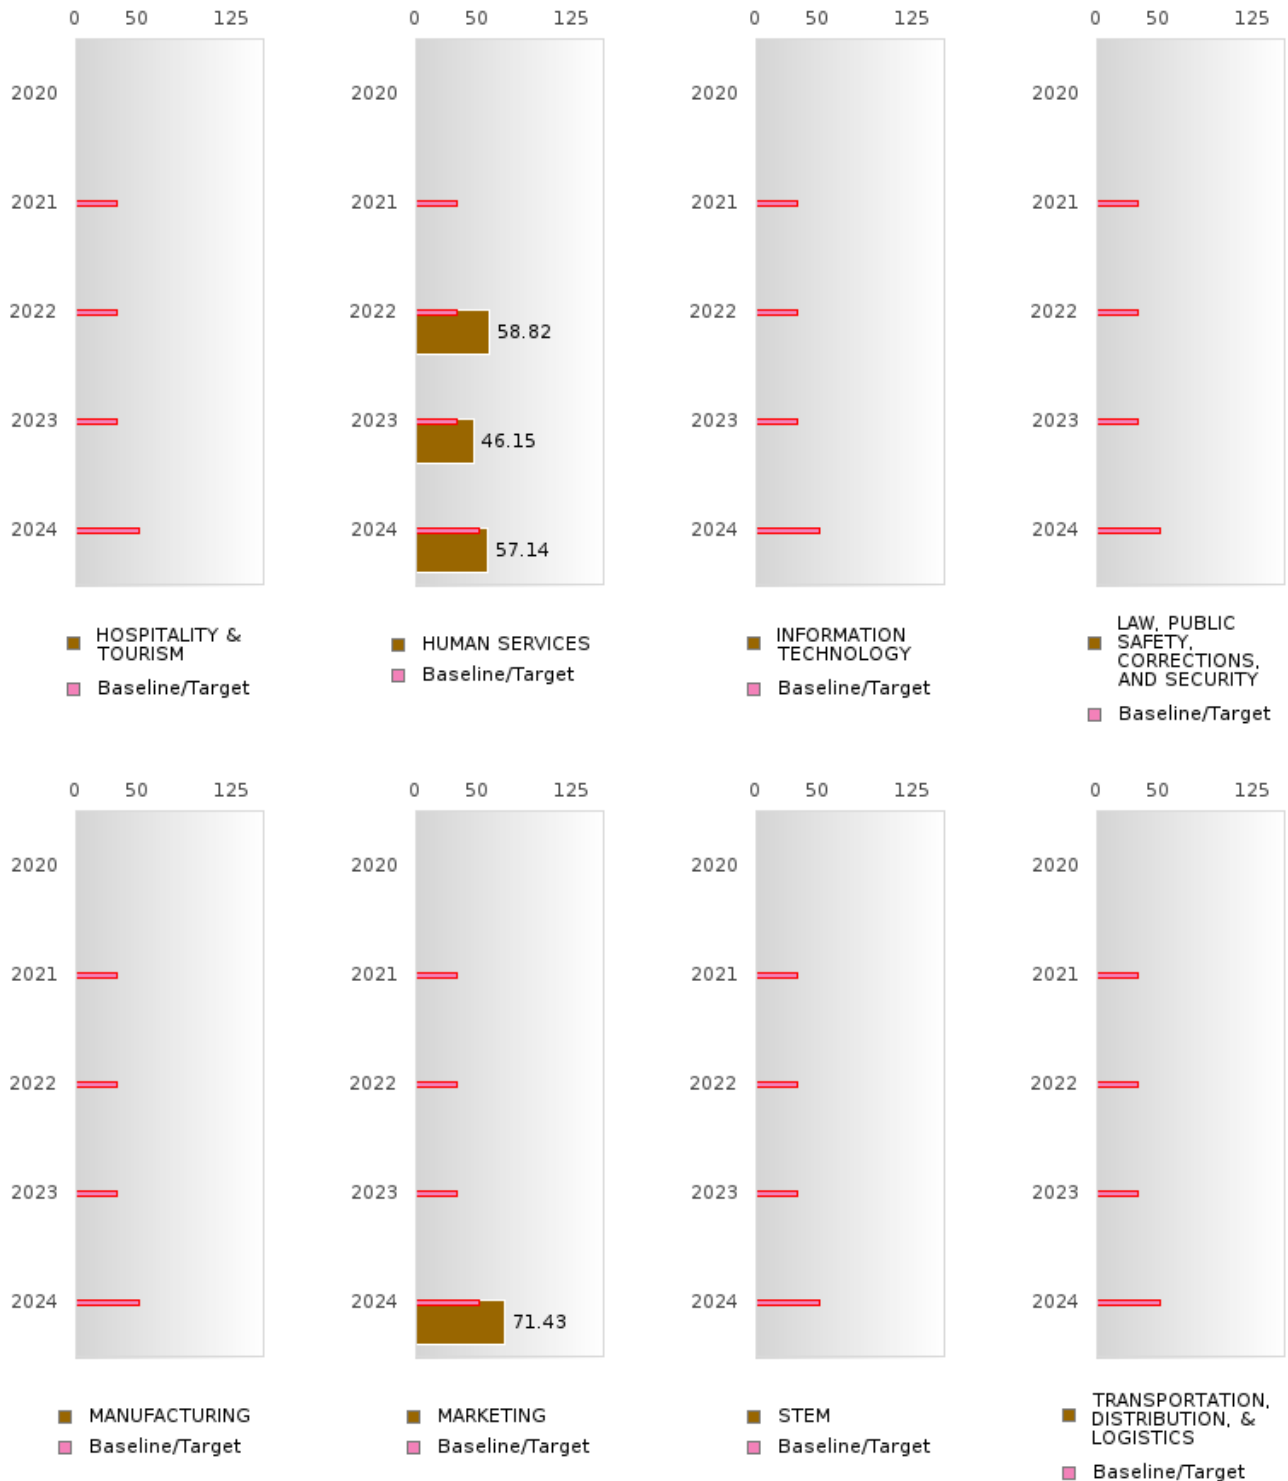 0 50 125 0 50 125 0 50 125 0 50 125
2020 2020 2020 2020
2021 2021 2021 2021
2022 2022 2022 2022
58.82
2023 2023 2023 2023
46.15
2024 2024 2024 2024
57.14
HOSPITALITY &
TOURISM
Baseline/Target
HUMAN SERVICES
Baseline/Target
INFORMATION
TECHNOLOGY
Baseline/Target
LAW, PUBLIC
SAFETY,
CORRECTIONS,
AND SECURITY
Baseline/Target
0 50 125 0 50 125 0 50 125 0 50 125
2020 2020 2020 2020
2021 2021 2021 2021
2022 2022 2022 2022
2023 2023 2023 2023
2024 2024 2024 2024
71.43
MANUFACTURING
Baseline/Target
MARKETING
Baseline/Target
STEM
Baseline/Target
TRANSPORTATION,
DISTRIBUTION, &
LOGISTICS
Baseline/Target